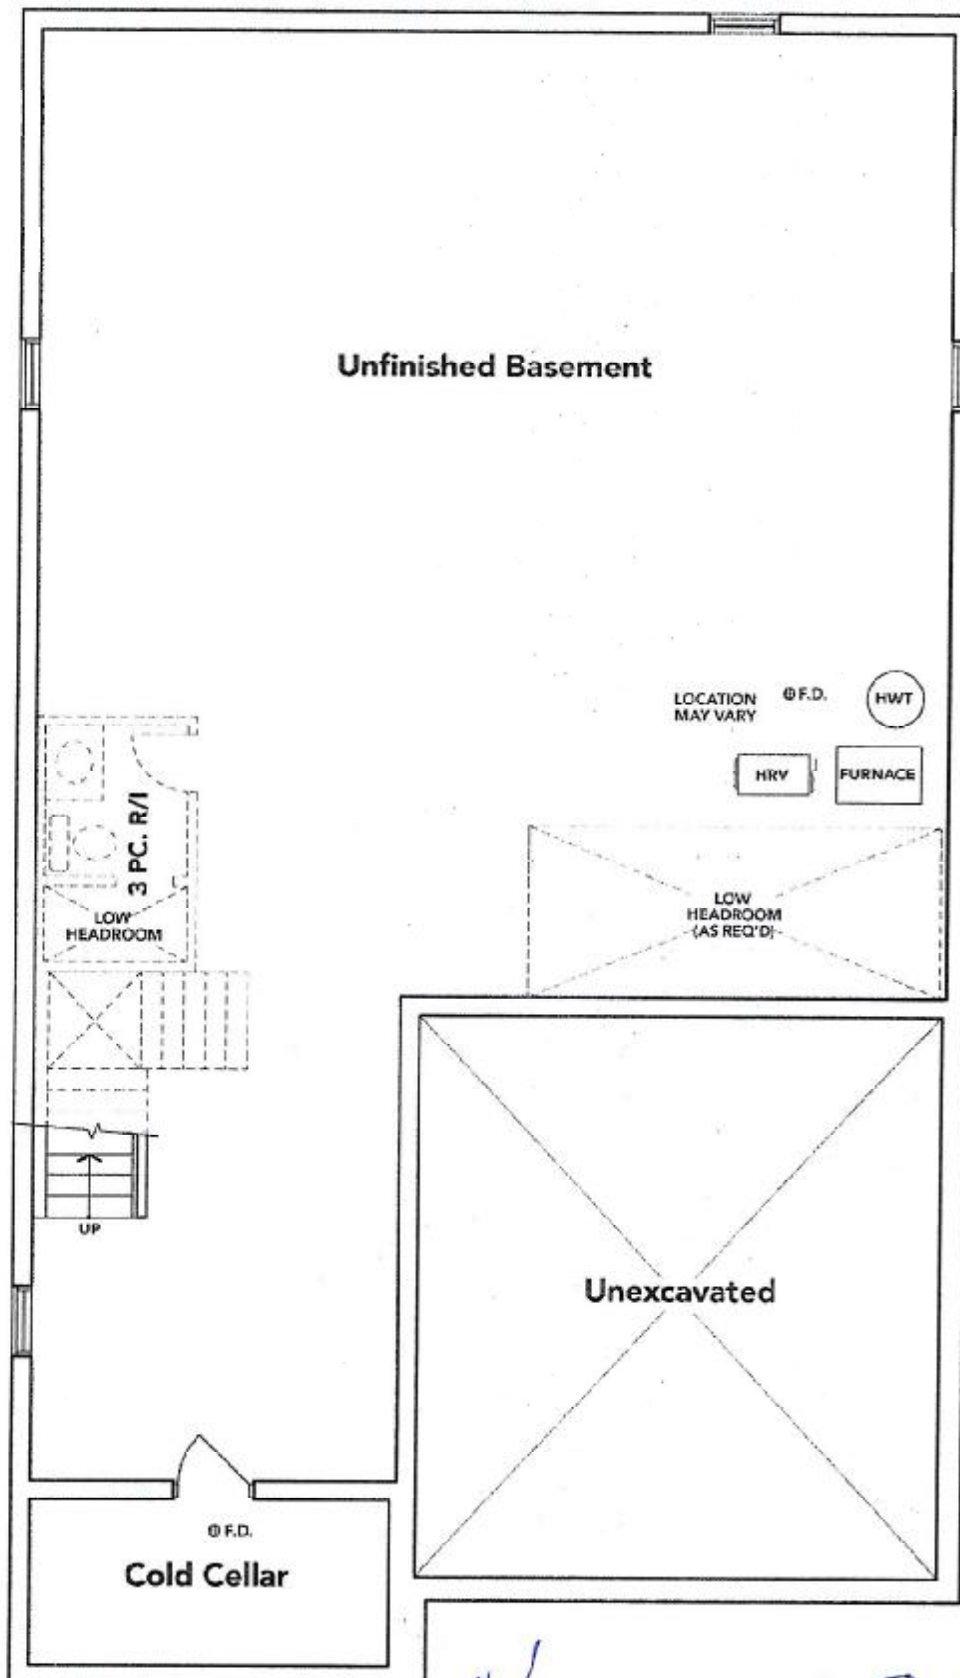 Unfinished Basement
LOCATION
MAY VARY
F.D.
HWT
HRV
FURNACE
3 PC. R/I
LOW
HEADROOM
LOW
HEADROOM
(AS REQ'D)
UP
Unexcavated
F.D.
Cold Cellar